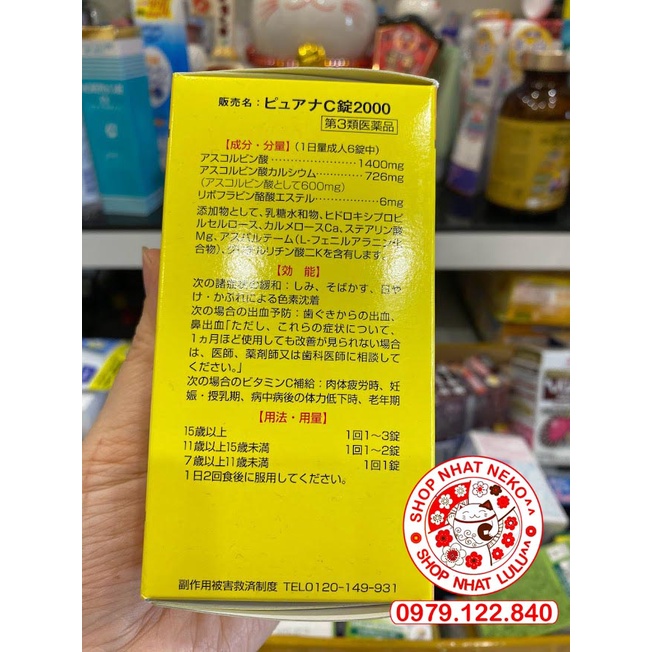 販売名：ピュアナC錠2000
第3類医薬品
【成分・分量】(1日量成人6錠中)
アスコルビン酸…………………1400mg
アスコルビン酸カルシウム…………726mg
(アスコルビン酸として600mg)
リボフラビン酪酸エステル………………6mg
添加物として、乳糖水和物、ヒドロキシプロピ
ルセルロース、カルメロースCa、ステアリン酸
Mg、アスパルテーム(L-フェニルアラニン化
合物)、グリチルリチン酸二Kを含有します。
【効 能】
次の諸症状の緩和：しみ、そばかす、日やけ
・かぶれによる色素沈着
次の場合の出血予防：歯ぐきからの出血、
鼻出血「ただし、これらの症状について、
1ヵ月ほど使用しても改善が見られない場合
は、医師、薬剤師又は歯科医師に相談して
ください。」
次の場合のビタミンC補給：肉体疲労時、妊
娠・授乳期、病中病後の体力低下時、老年期
【用法・用量】
15歳以上 1回1～3錠
11歳以上15歳未満 1回1～2錠
7歳以上11歳未満 1回1錠
1日2回食後に服用してください。
副作用被害救済制度 TEL0120-149-931
SHOP NHAT NEKO^^
SHOP NHAT LULU^^
0979.122.840